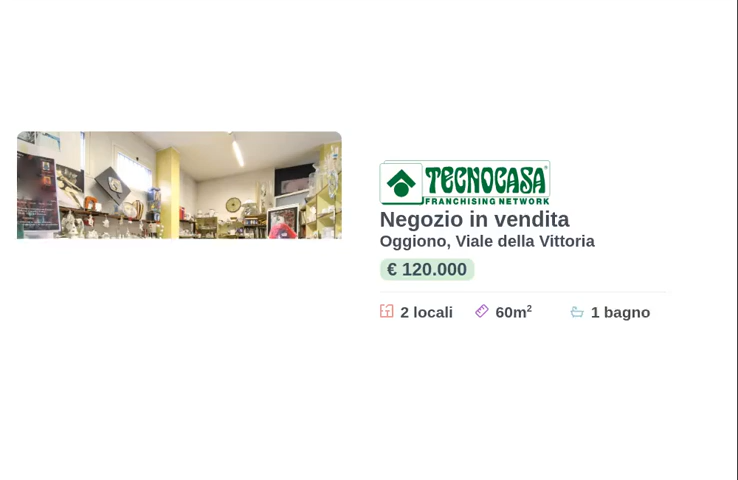 TECNOCASA
FRANCHISING NETWORK
Negozio in vendita
Oggiono, Viale della Vittoria
€ 120.000
2 locali
60m²
1 bagno